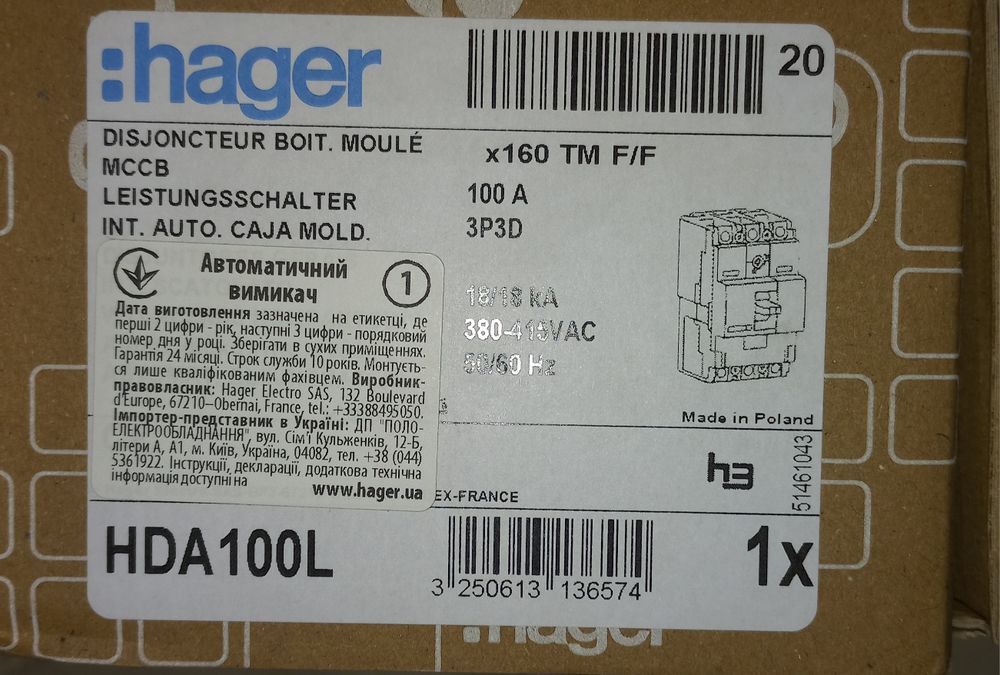 :hager
20
DISJONCTEUR BOIT. MOULÉ
MCCB
LEISTUNGSSCHALTER
INT. AUTO. CAJA MOLD.
x160 TM F/F
100 A
3P3D
18/18 kA
380-415VAC
50/60 Hz
Автоматичний
вимикач
1
Дата виготовлення зазначена на етикетці, де
перші 2 цифри - рік, наступні 3 цифри - порядковий
номер дня у році. Зберігати в сухих приміщеннях.
Гарантія 24 місяці. Строк служби 10 років. Монтуєть-
ся лише кваліфікованим фахівцем. Виробник-
правовласник: Hager Electro SAS, 132 Boulevard
d'Europe, 67210–Obernai, France, tel.: +33388495050.
Імпортер-представник в Україні: ДП "ПОЛО-
ЕЛЕКТРООБЛАДНАННЯ", вул. Сім'ї Кульженків, 12-Б,
літери А, А1, м. Київ, Україна, 04082, тел. +38 (044)
5361922. Інструкції, декларації, додаткова технічна
інформація доступні на
www.hager.ua
Made in Poland
h3
51461043
EX-FRANCE
HDA100L
3 250613 136574
1x
:hager